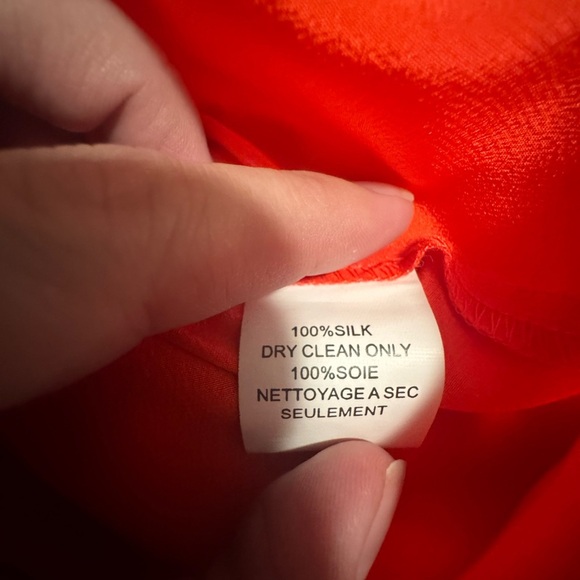 100%SILK
DRY CLEAN ONLY
100%SOIE
NETTOYAGE A SEC
SEULEMENT